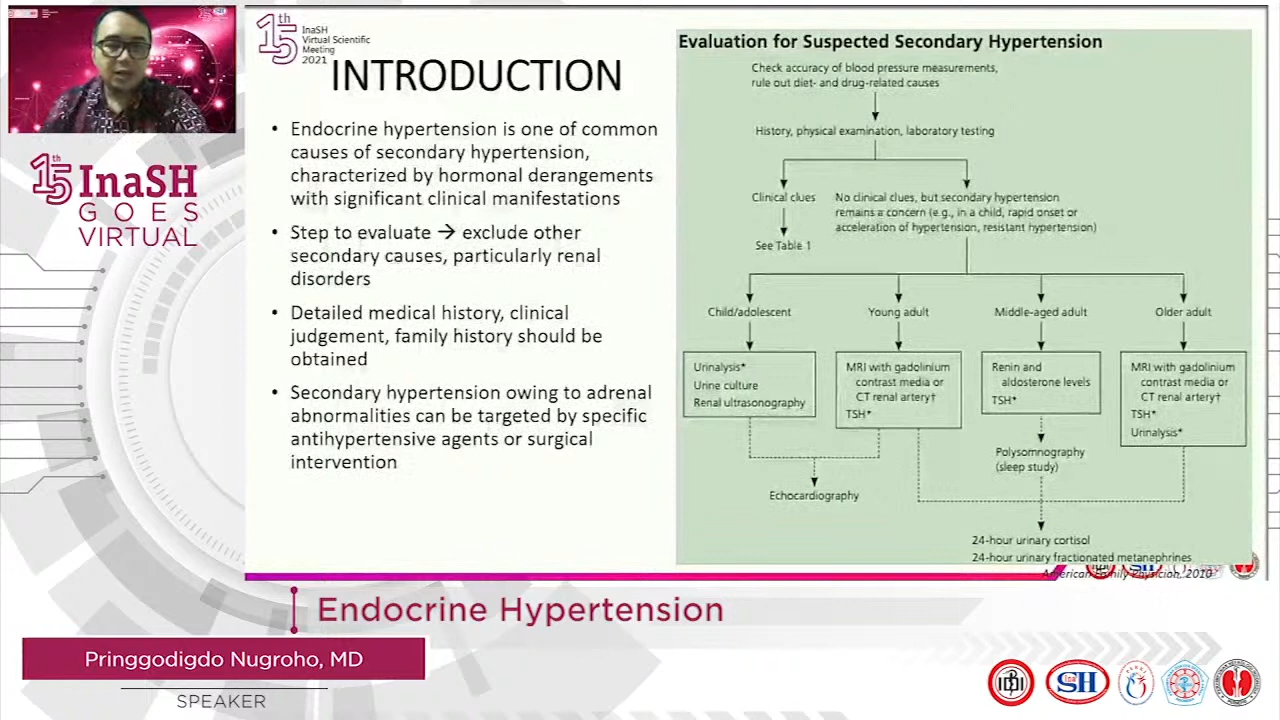 15th
InaSH
Virtual Scientific
Meeting
2021
INTRODUCTION
• Endocrine hypertension is one of common
causes of secondary hypertension,
characterized by hormonal derangements
with significant clinical manifestations
• Step to evaluate → exclude other
secondary causes, particularly renal
disorders
• Detailed medical history, clinical
judgement, family history should be
obtained
• Secondary hypertension owing to adrenal
abnormalities can be targeted by specific
antihypertensive agents or surgical
intervention
Evaluation for Suspected Secondary Hypertension
Check accuracy of blood pressure measurements,
rule out diet- and drug-related causes
History, physical examination, laboratory testing
Clinical clues
See Table 1
No clinical clues, but secondary hypertension
remains a concern (e.g., in a child, rapid onset or
acceleration of hypertension, resistant hypertension)
Child/adolescent
Young adult
Middle-aged adult
Older adult
Urinalysis*
Urine culture
Renal ultrasonography
MRI with gadolinium
contrast media or
CT renal artery†
TSH*
Renin and
aldosterone levels
TSH*
MRI with gadolinium
contrast media or
CT renal artery†
TSH*
Urinalysis*
Polysomnography
(sleep study)
Echocardiography
24-hour urinary cortisol
24-hour urinary fractionated metanephrines
American Family Physician, 2010
15th InaSH
GOES
VIRTUAL
Endocrine Hypertension
Pringgodigdo Nugroho, MD
SPEAKER
IDI
InaSH